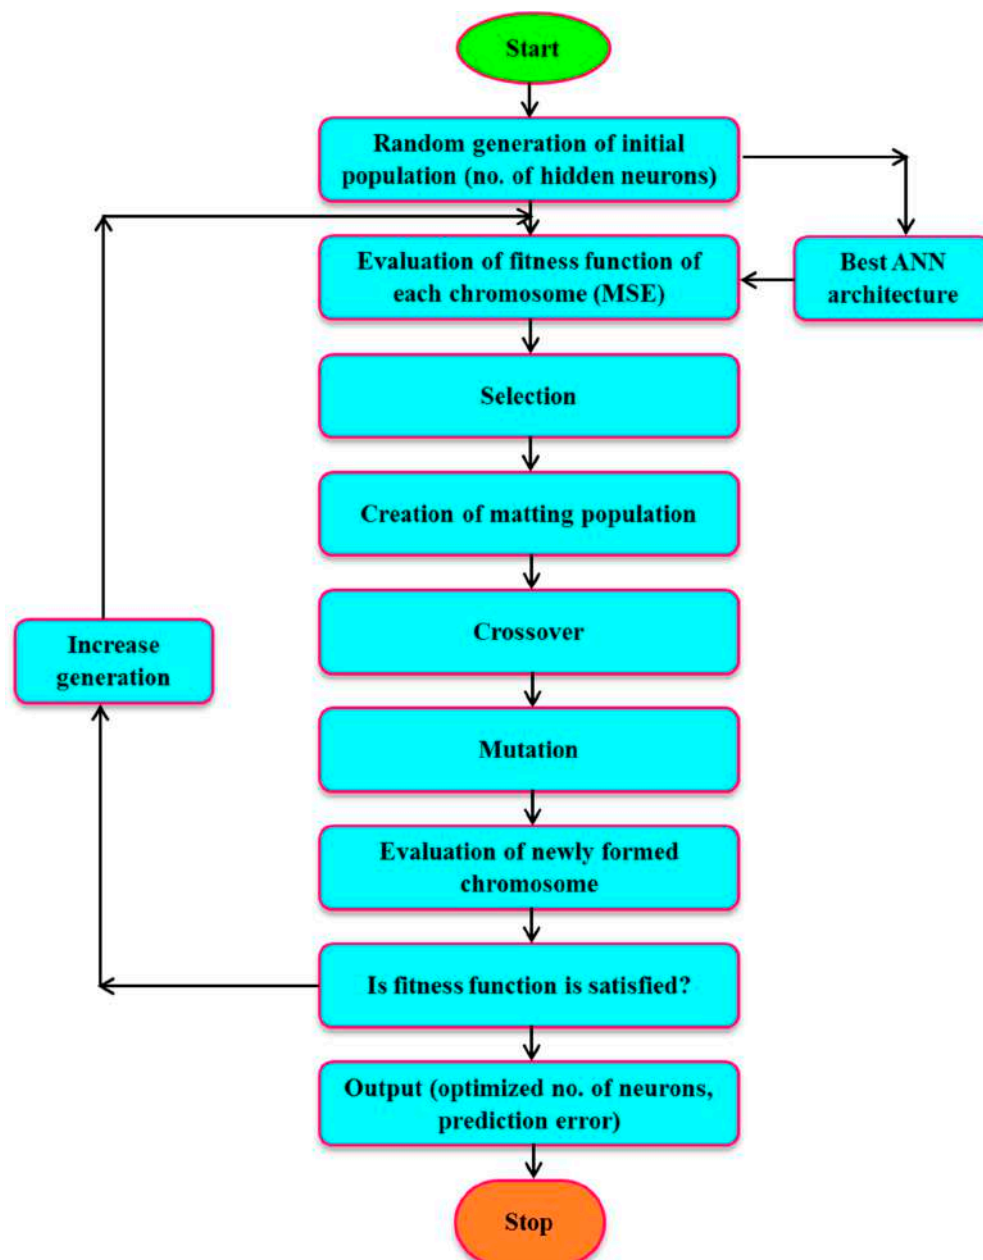 Start
Random generation of initial
population (no. of hidden neurons)
Evaluation of fitness function of
each chromosome (MSE)
Best ANN
architecture
Selection
Creation of matting population
Crossover
Increase
generation
Mutation
Evaluation of newly formed
chromosome
Is fitness function is satisfied?
Output (optimized no. of neurons,
prediction error)
Stop